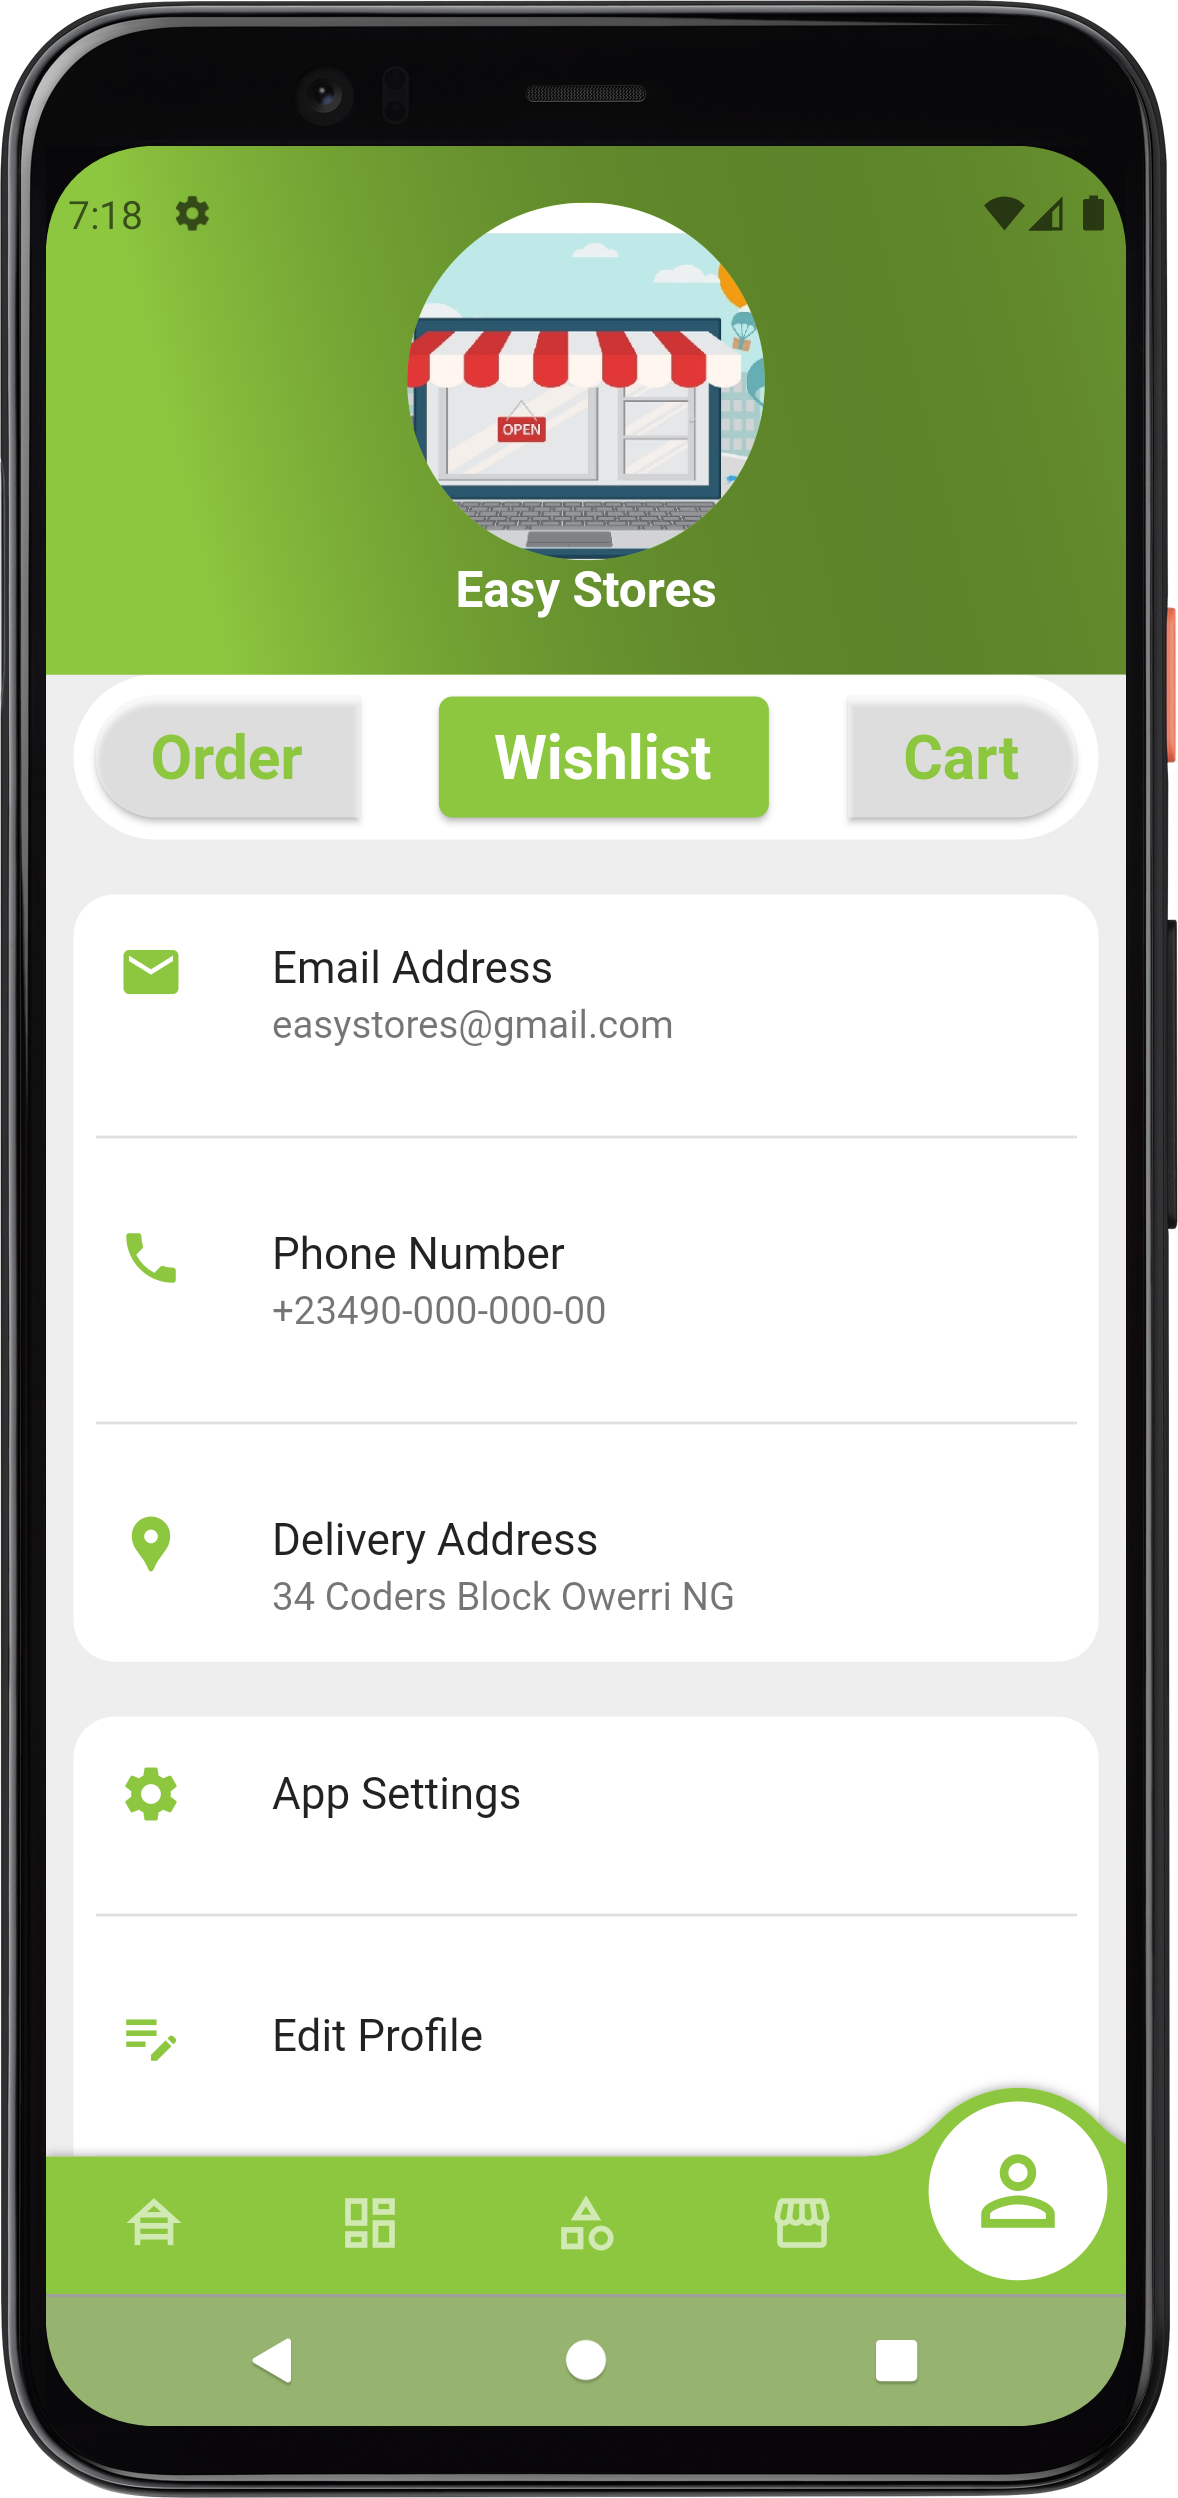 7:18
OPEN
Easy Stores
Order Wishlist Cart
Email Address
easystores@gmail.com
Phone Number
+23490-000-000-00
Delivery Address
34 Coders Block Owerri NG
App Settings
Edit Profile